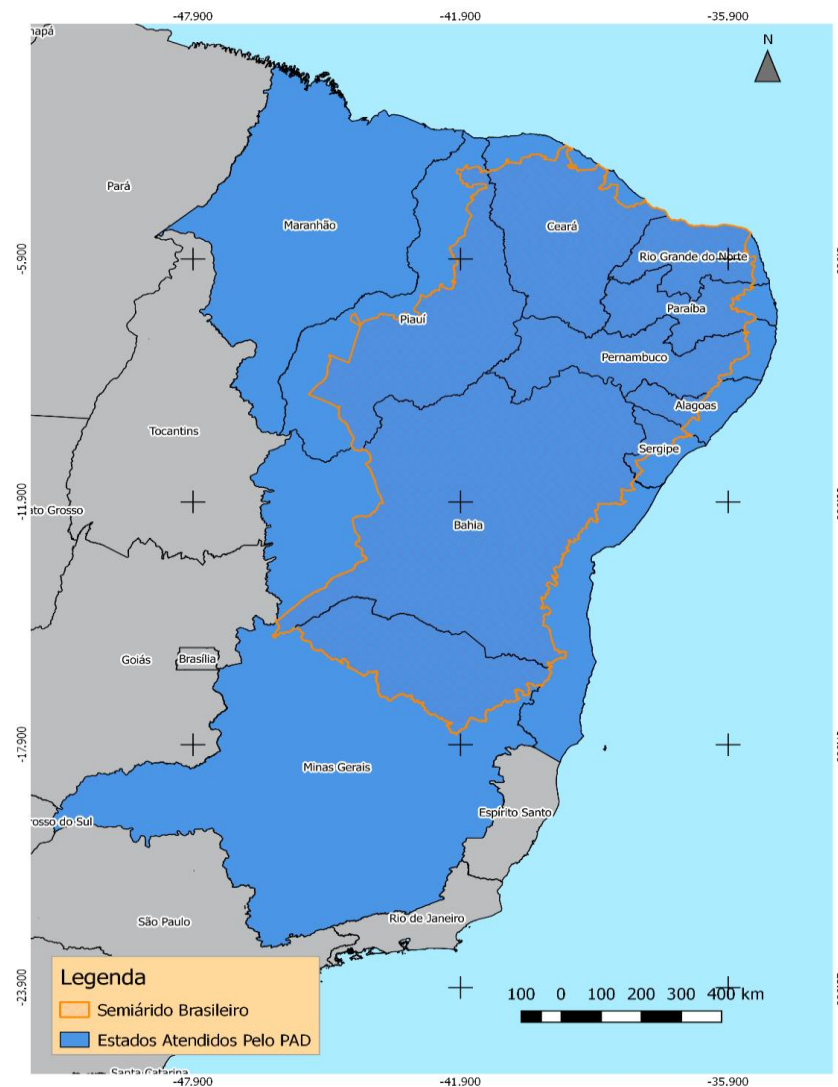 -47.900 -41.900 -35.900
napá
N
Pará
Maranhão
Ceará
-5.900
Rio Grande do Norte
Paraíba
Piauí
Pernambuco
Alagoas
Tocantins
Sergipe
-11.900
ato Grosso
Bahia
Goiás
Brasília
-17.900
Minas Gerais
Espírito Santo
rosso do Sul
São Paulo
Rio de Janeiro
Legenda
Semiárido Brasileiro
Estados Atendidos Pelo PAD
-23.900
100 0 100 200 300 400 km
Santa Catarina
-47.900 -41.900 -35.900